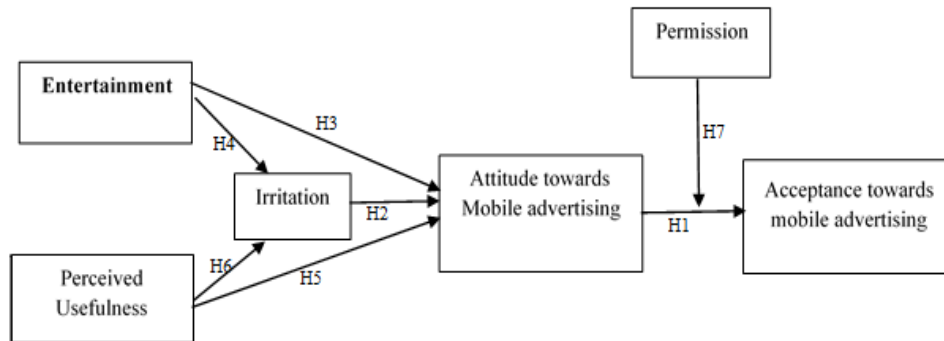 Permission
Entertainment
H3
H7
H4
Irritation
H2
Attitude towards
Mobile advertising
H1
Acceptance towards
mobile advertising
H6
H5
Perceived
Usefulness